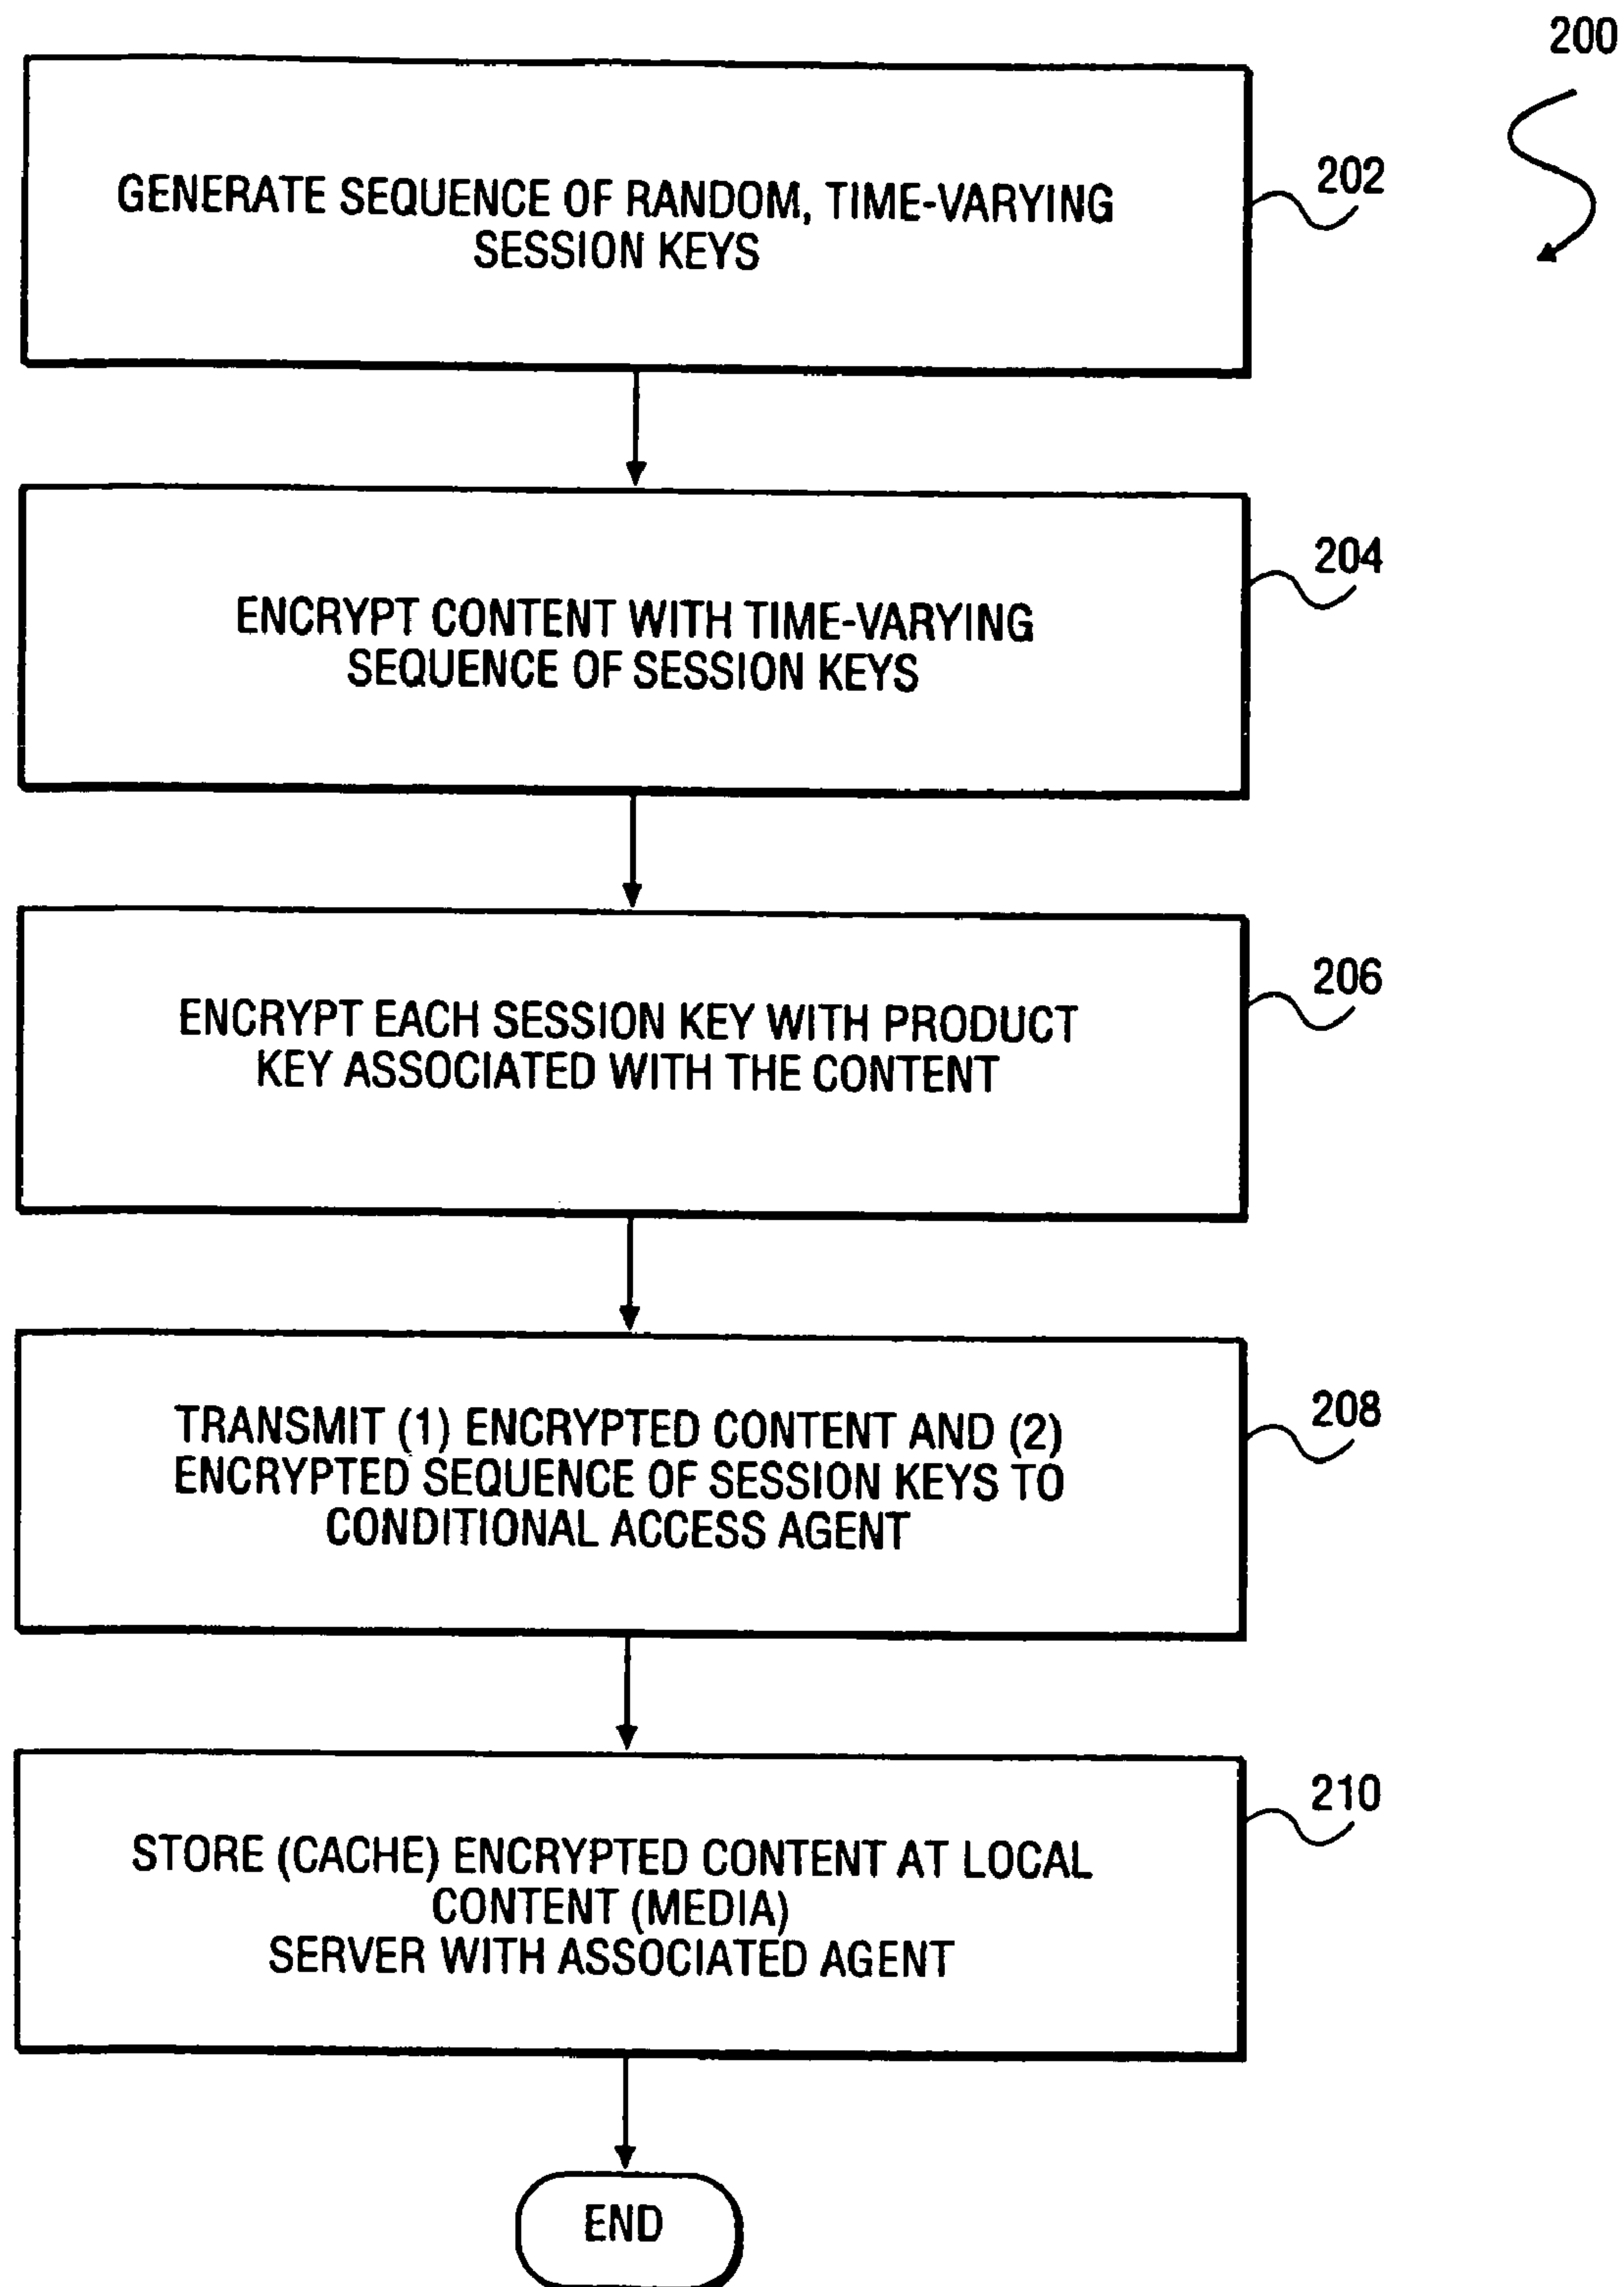 200
GENERATE SEQUENCE OF RANDOM, TIME-VARYING
SESSION KEYS
202
ENCRYPT CONTENT WITH TIME-VARYING
SEQUENCE OF SESSION KEYS
204
ENCRYPT EACH SESSION KEY WITH PRODUCT
KEY ASSOCIATED WITH THE CONTENT
206
TRANSMIT (1) ENCRYPTED CONTENT AND (2)
ENCRYPTED SEQUENCE OF SESSION KEYS TO
CONDITIONAL ACCESS AGENT
208
STORE (CACHE) ENCRYPTED CONTENT AT LOCAL
CONTENT (MEDIA)
SERVER WITH ASSOCIATED AGENT
210
END